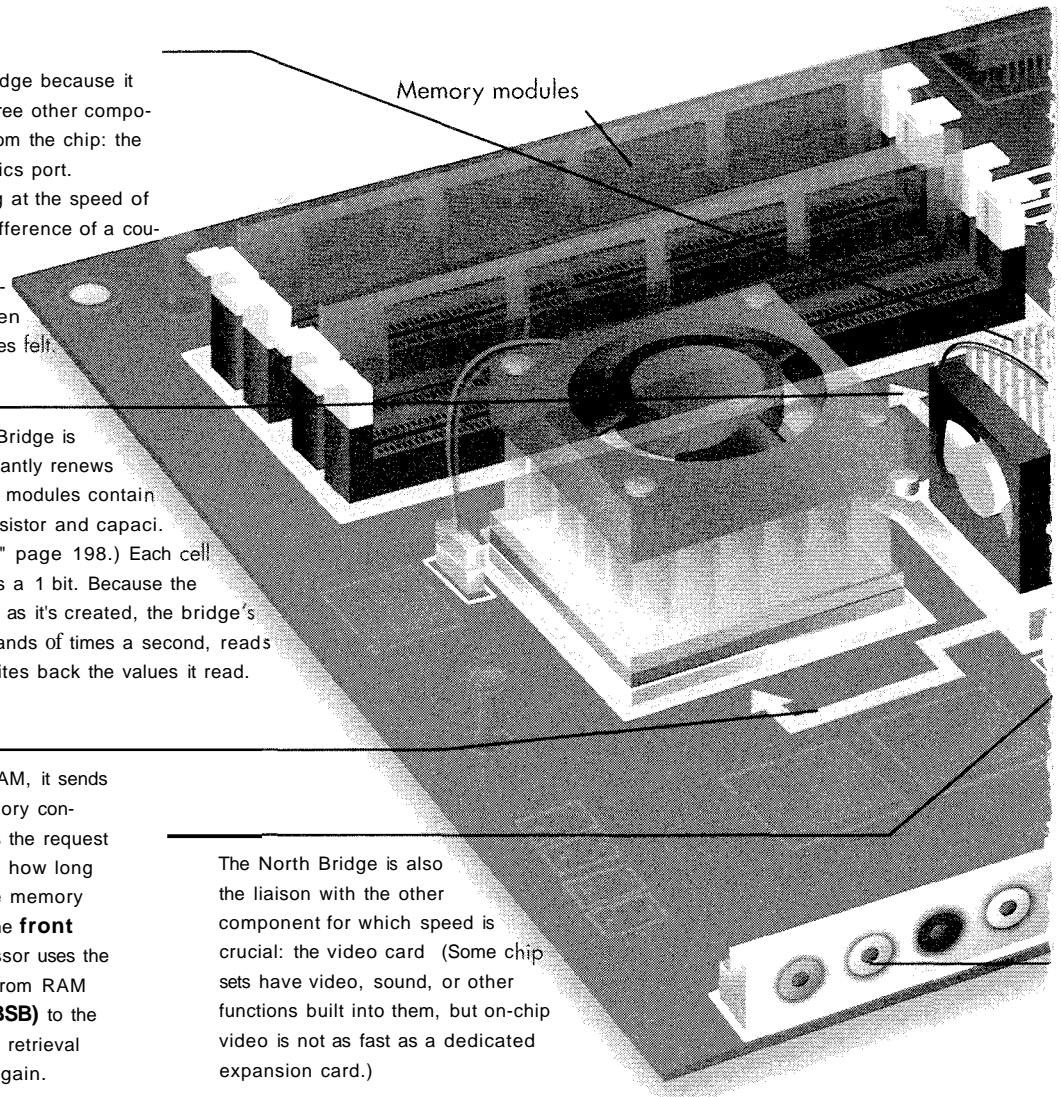 Memory modules
dge because it
ree other compo-
om the chip: the
ics port.
g at the speed of
ifference of a cou-
-
en
es felt.
Bridge is
antly renews
modules contain
sistor and capaci.
" page 198.) Each cell
s a 1 bit. Because the
as it's created, the bridge's
ands of times a second, reads
ites back the values it read.
AM, it sends
ory con-
s the request
how long
e memory
ne front
ssor uses the
rom RAM
BSB) to the
retrieval
gain.
The North Bridge is also
the liaison with the other
component for which speed is
crucial: the video card (Some chip
sets have video, sound, or other
functions built into them, but on-chip
video is not as fast as a dedicated
expansion card.)